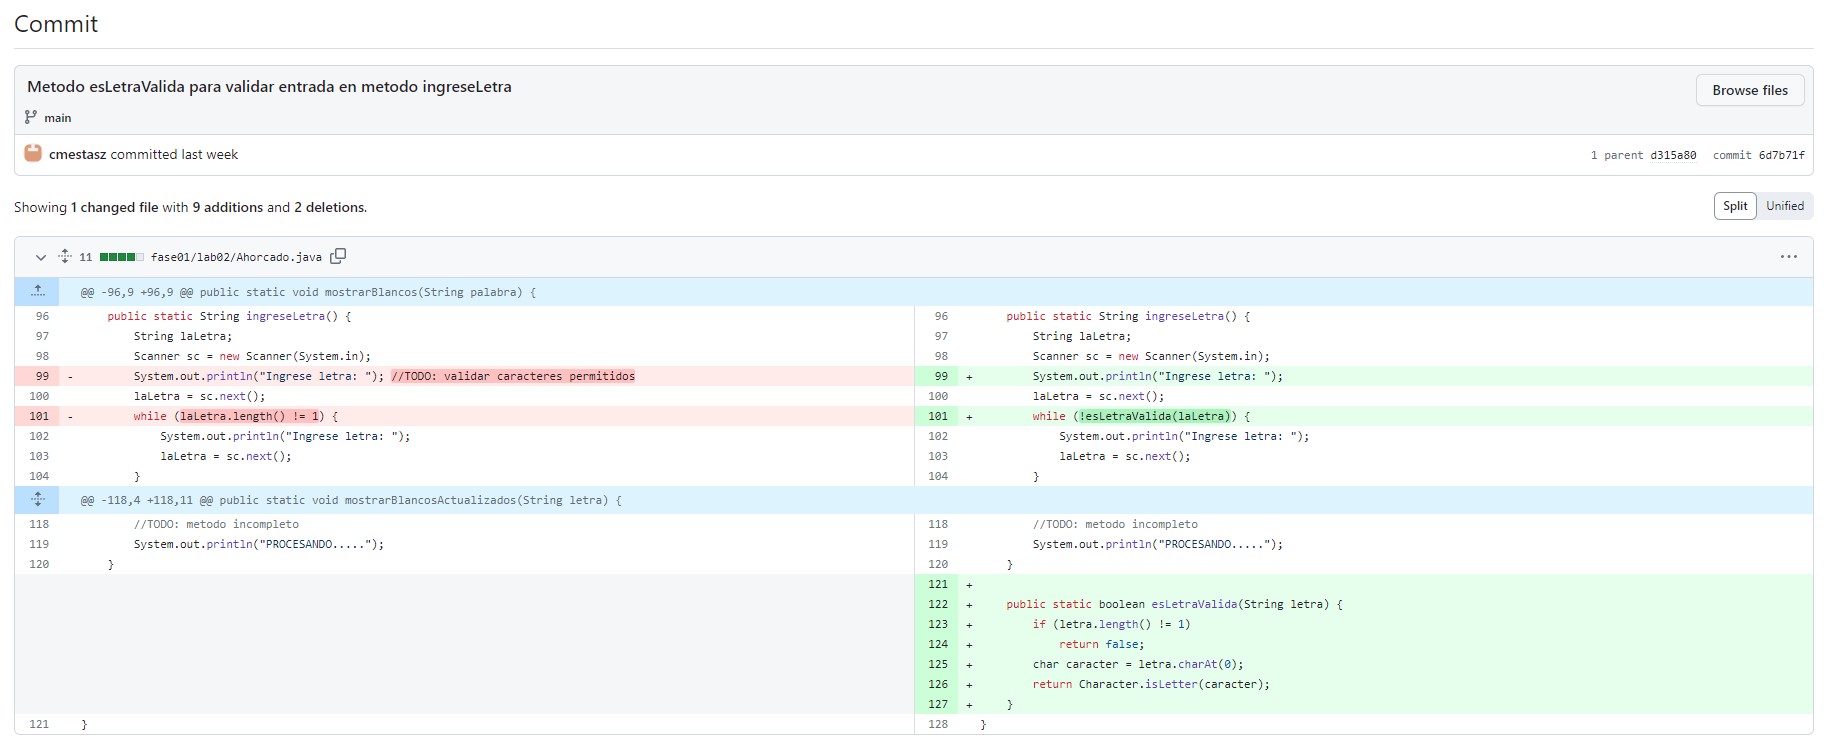 Commit
Metodo esLetraValida para validar entrada en metodo ingreseLetra
Browse files
main
cmestasz committed last week
1 parent d315a80 commit 6d7b71f
Showing 1 changed file with 9 additions and 2 deletions.
Split Unified
11 fase01/lab02/Ahorcado.java
@@ -96,9 +96,9 @@ public static void mostrarBlancos(String palabra) {
96 public static String ingreseLetra() {
97 String laLetra;
98 Scanner sc = new Scanner(System.in);
99 - System.out.println("Ingrese letra: "); //TODO: validar caracteres permitidos
100 laLetra = sc.next();
101 - while (laLetra.length() != 1) {
102 System.out.println("Ingrese letra: ");
103 laLetra = sc.next();
104 }
96 public static String ingreseLetra() {
97 String laLetra;
98 Scanner sc = new Scanner(System.in);
99 + System.out.println("Ingrese letra: ");
100 laLetra = sc.next();
101 + while (!esLetraValida(laLetra)) {
102 System.out.println("Ingrese letra: ");
103 laLetra = sc.next();
104 }
@@ -118,4 +118,11 @@ public static void mostrarBlancosActualizados(String letra) {
118 //TODO: metodo incompleto
119 System.out.println("PROCESANDO.....");
120 }
121 }
118 //TODO: metodo incompleto
119 System.out.println("PROCESANDO.....");
120 }
121 +
122 + public static boolean esLetraValida(String letra) {
123 + if (letra.length() != 1)
124 + return false;
125 + char caracter = letra.charAt(0);
126 + return Character.isLetter(caracter);
127 + }
128 }